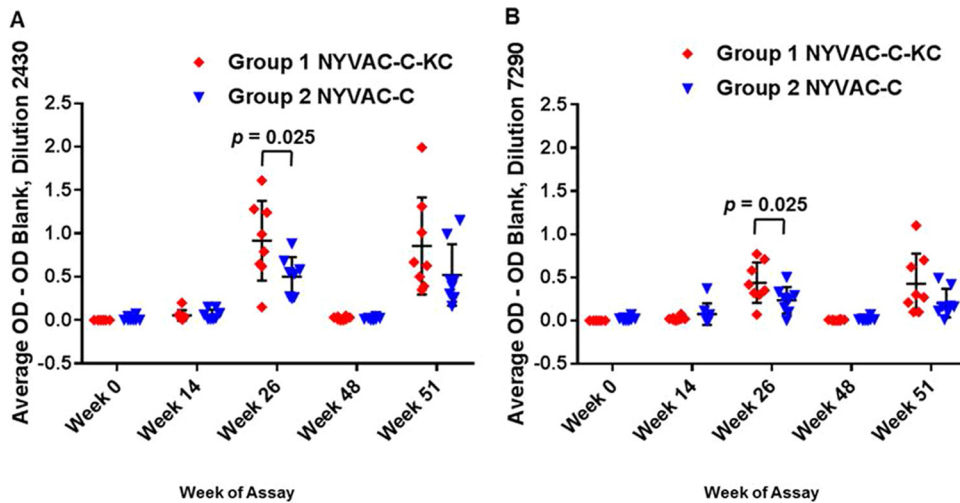 A
Average OD - OD Blank, Dilution 2430
Group 1 NYVAC-C-KC
Group 2 NYVAC-C
2.5
2.0
1.5
1.0
0.5
0.0
-0.5
p = 0.025
Week 0
Week 14
Week 26
Week 48
Week 51
Week of Assay
B
Average OD - OD Blank, Dilution 7290
Group 1 NYVAC-C-KC
Group 2 NYVAC-C
2.5
2.0
1.5
1.0
0.5
0.0
-0.5
p = 0.025
Week 0
Week 14
Week 26
Week 48
Week 51
Week of Assay